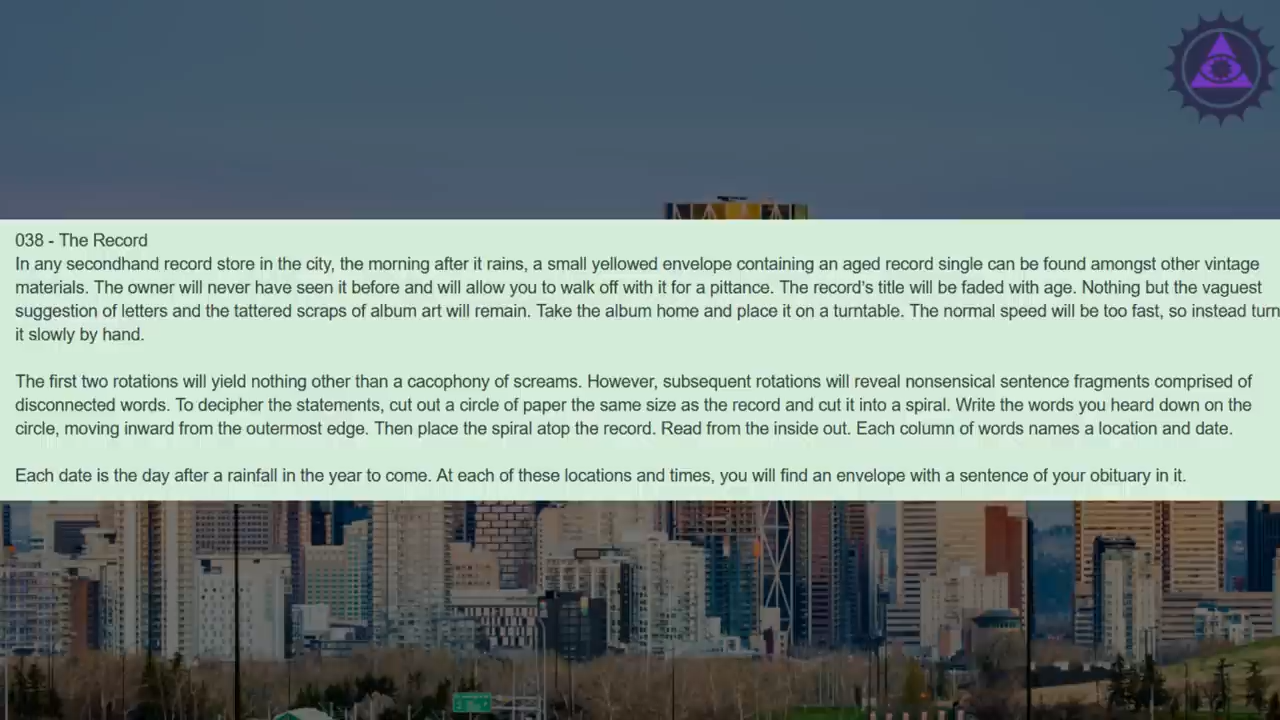 038 - The Record
In any secondhand record store in the city, the morning after it rains, a small yellowed envelope containing an aged record single can be found amongst other vintage
materials. The owner will never have seen it before and will allow you to walk off with it for a pittance. The record's title will be faded with age. Nothing but the vaguest
suggestion of letters and the tattered scraps of album art will remain. Take the album home and place it on a turntable. The normal speed will be too fast, so instead turn
it slowly by hand.
The first two rotations will yield nothing other than a cacophony of screams. However, subsequent rotations will reveal nonsensical sentence fragments comprised of
disconnected words. To decipher the statements, cut out a circle of paper the same size as the record and cut it into a spiral. Write the words you heard down on the
circle, moving inward from the outermost edge. Then place the spiral atop the record. Read from the inside out. Each column of words names a location and date.
Each date is the day after a rainfall in the year to come. At each of these locations and times, you will find an envelope with a sentence of your obituary in it.